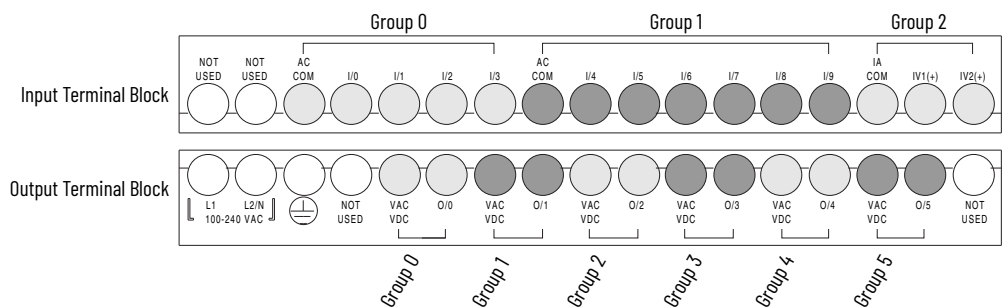 Group 0 Group 1 Group 2
NOT NOT AC AC IA
USED USED COM I/0 I/1 I/2 I/3 COM I/4 I/5 I/6 I/7 I/8 I/9 COM IV1(+) IV2(+)
Input Terminal Block
Output Terminal Block
L1 L2/N NOT VAC O/0 VAC O/1 VAC O/2 VAC O/3 VAC O/4 VAC O/5 NOT
100-240 VAC USED VDC VDC VDC VDC VDC VDC USED
Group 0 Group 1 Group 2 Group 3 Group 4 Group 5